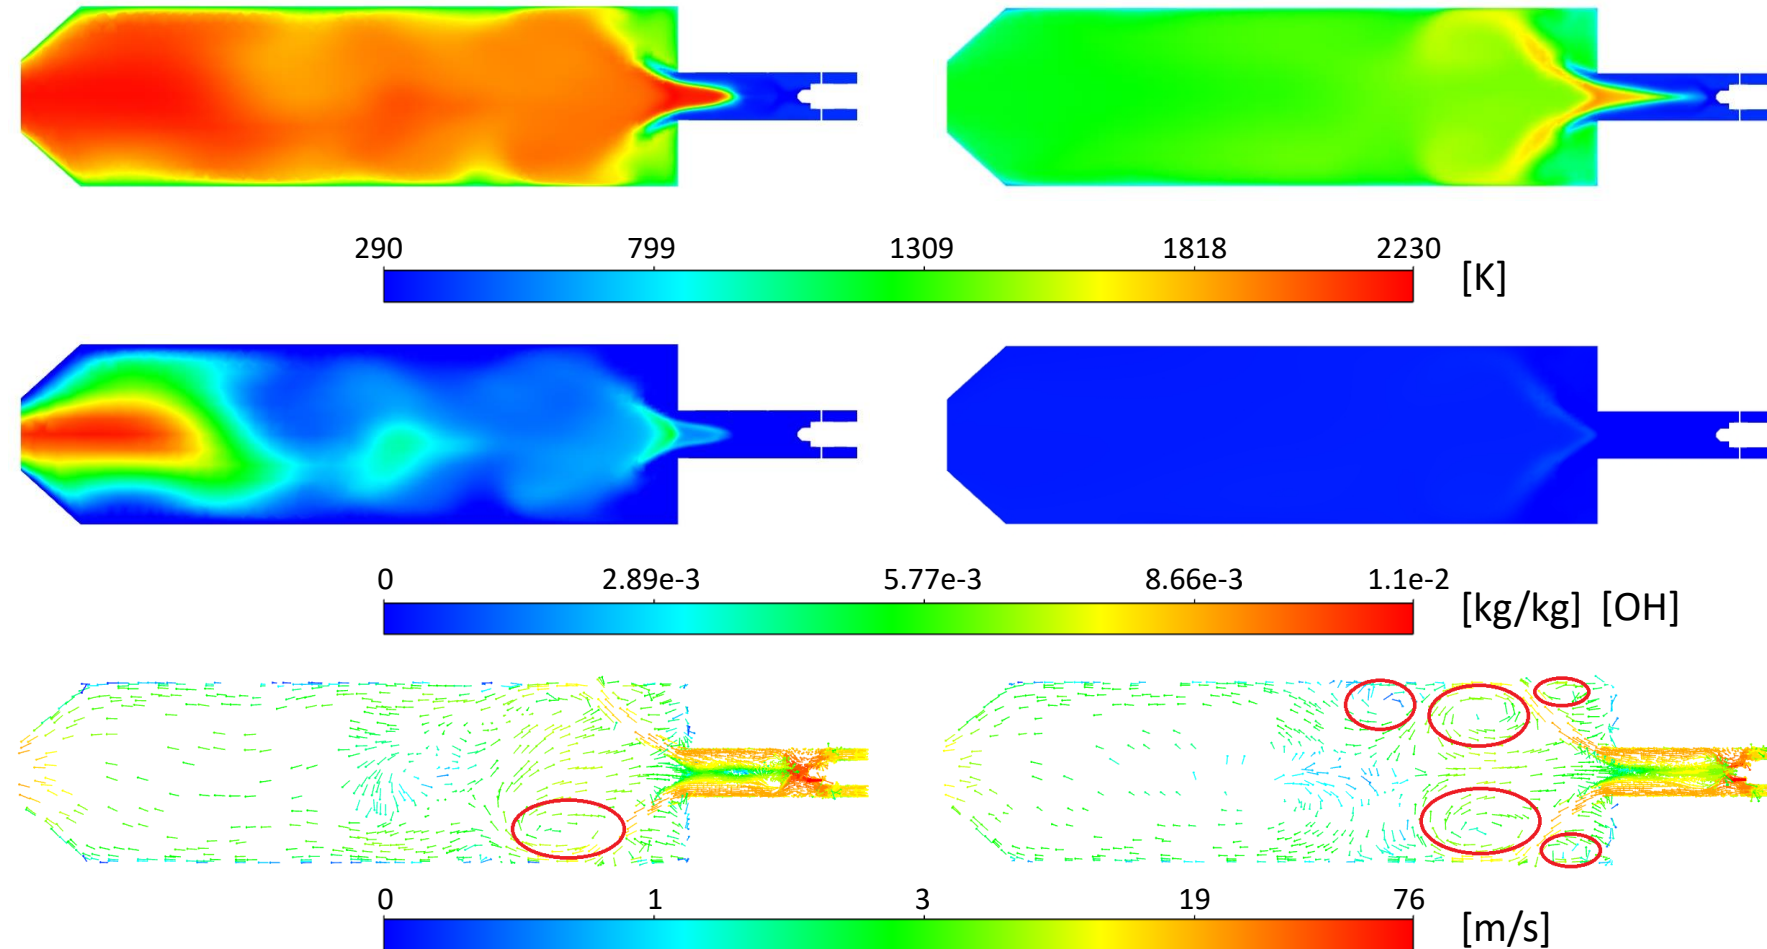 290 799 1309 1818 2230 [K]
0 2.89e-3 5.77e-3 8.66e-3 1.1e-2 [kg/kg] [OH]
0 1 3 19 76 [m/s]